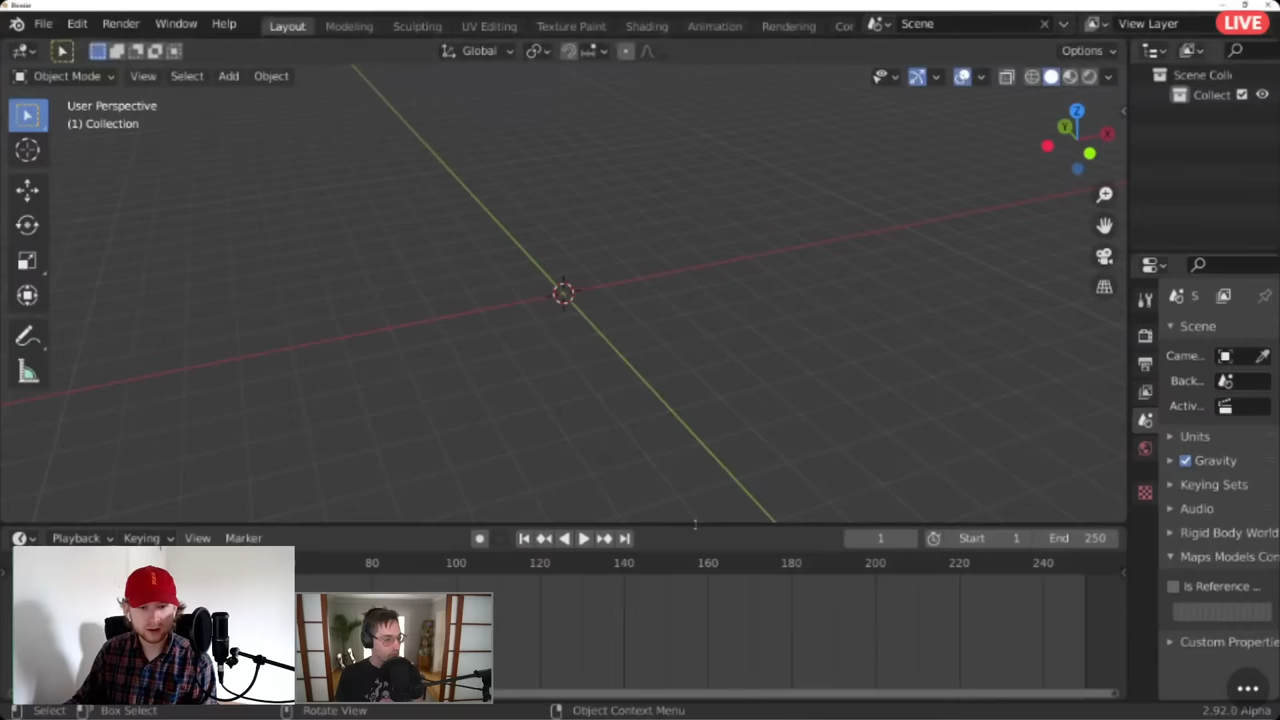 Blender
File Edit Render Window Help Layout Modeling Sculpting UV Editing Texture Paint Shading Animation Rendering Cor Scene View Layer LIVE
Global Options
Object Mode View Select Add Object
User Perspective
(1) Collection
Scene Coll
Collect
Z
Y
X
S
Scene
Came...
Back...
Activ...
Units
Gravity
Keying Sets
Audio
Rigid Body World
Maps Models Con
Is Reference ...
Custom Propertie
Playback Keying View Marker 1 Start 1 End 250
80 100 120 140 160 180 200 220 240
Select Box Select Rotate View Object Context Menu 2.92.0 Alpha